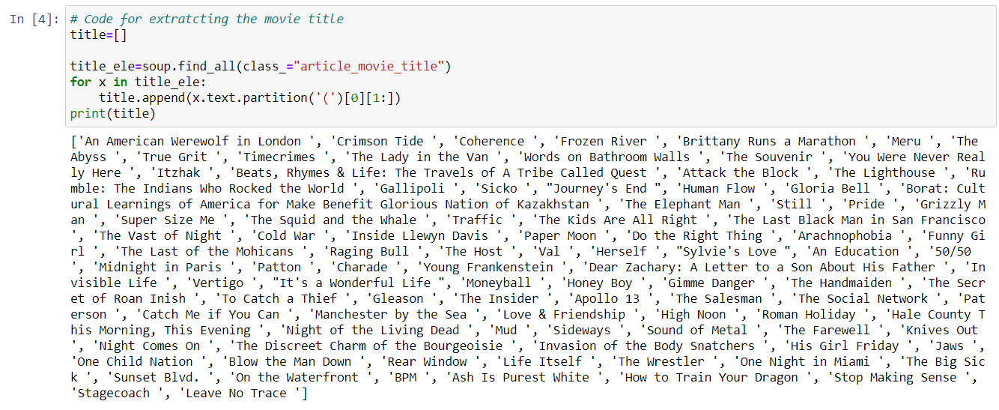 In [4]: # Code for extratcting the movie title
title=[]
title_ele=soup.find_all(class_="article_movie_title")
for x in title_ele:
    title.append(x.text.partition('(')[0][1:])
print(title)
['An American Werewolf in London ', 'Crimson Tide ', 'Coherence ', 'Frozen River ', 'Brittany Runs a Marathon ', 'Meru ', 'The
Abyss ', 'True Grit ', 'Timecrimes ', 'The Lady in the Van ', 'Words on Bathroom Walls ', 'The Souvenir ', 'You Were Never Real
ly Here ', 'Itzhak ', 'Beats, Rhymes & Life: The Travels of A Tribe Called Quest ', 'Attack the Block ', 'The Lighthouse ', 'Ru
mble: The Indians Who Rocked the World ', 'Gallipoli ', 'Sicko ', "Journey's End ", 'Human Flow ', 'Gloria Bell ', 'Borat: Cult
ural Learnings of America for Make Benefit Glorious Nation of Kazakhstan ', 'The Elephant Man ', 'Still ', 'Pride ', 'Grizzly M
an ', 'Super Size Me ', 'The Squid and the Whale ', 'Traffic ', 'The Kids Are All Right ', 'The Last Black Man in San Francisco
', 'The Vast of Night ', 'Cold War ', 'Inside Llewyn Davis ', 'Paper Moon ', 'Do the Right Thing ', 'Arachnophobia ', 'Funny Gi
rl ', 'The Last of the Mohicans ', 'Raging Bull ', 'The Host ', 'Val ', 'Herself ', "Sylvie's Love ", 'An Education ', '50/50
', 'Midnight in Paris ', 'Patton ', 'Charade ', 'Young Frankenstein ', 'Dear Zachary: A Letter to a Son About His Father ', 'In
visible Life ', 'Vertigo ', "It's a Wonderful Life ", 'Moneyball ', 'Honey Boy ', 'Gimme Danger ', 'The Handmaiden ', 'The Secr
et of Roan Inish ', 'To Catch a Thief ', 'Gleason ', 'The Insider ', 'Apollo 13 ', 'The Salesman ', 'The Social Network ', 'Pat
erson ', 'Catch Me if You Can ', 'Manchester by the Sea ', 'Love & Friendship ', 'High Noon ', 'Roman Holiday ', 'Hale County T
his Morning, This Evening ', 'Night of the Living Dead ', 'Mud ', 'Sideways ', 'Sound of Metal ', 'The Farewell ', 'Knives Out
', 'Night Comes On ', 'The Discreet Charm of the Bourgeoisie ', 'Invasion of the Body Snatchers ', 'His Girl Friday ', 'Jaws ',
'One Child Nation ', 'Blow the Man Down ', 'Rear Window ', 'Life Itself ', 'The Wrestler ', 'One Night in Miami ', 'The Big Sic
k ', 'Sunset Blvd. ', 'On the Waterfront ', 'BPM ', 'Ash Is Purest White ', 'How to Train Your Dragon ', 'Stop Making Sense ',
'Stagecoach ', 'Leave No Trace ']